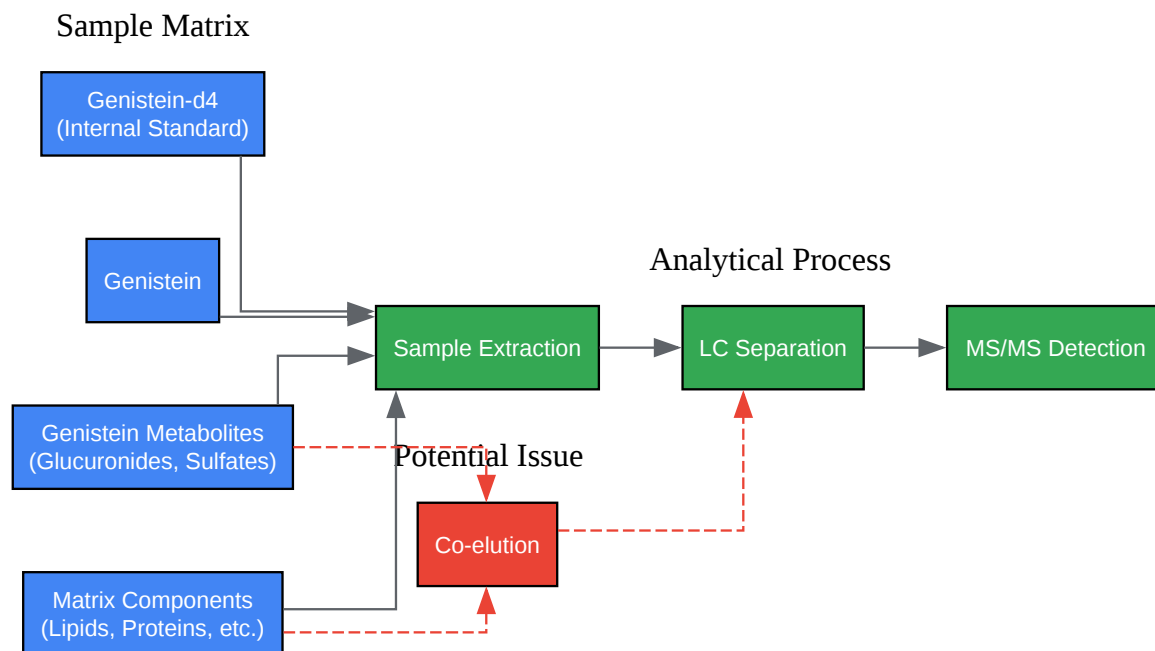 Sample Matrix
Genistein-d4
(Internal Standard)
Genistein
Analytical Process
Sample Extraction
LC Separation
MS/MS Detection
Genistein Metabolites
(Glucuronides, Sulfates)
Potential Issue
Co-elution
Matrix Components
(Lipids, Proteins, etc.)